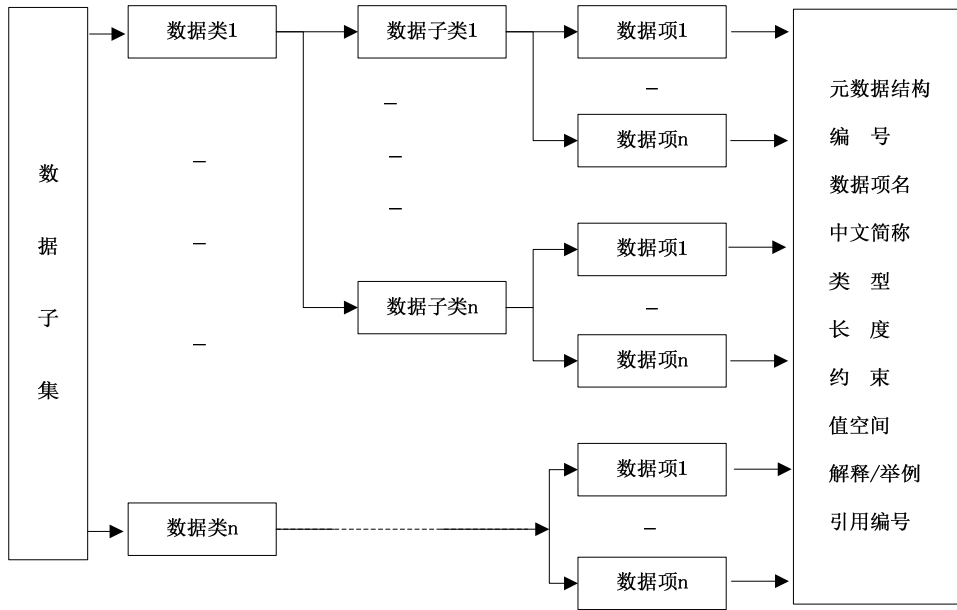 数据子集
数据类1
数据类n
数据子类1
数据子类n
数据项1
数据项n
数据项1
数据项n
数据项1
数据项n
元数据结构
编 号
数据项名
中文简称
类 型
长 度
约 束
值空间
解释/举例
引用编号